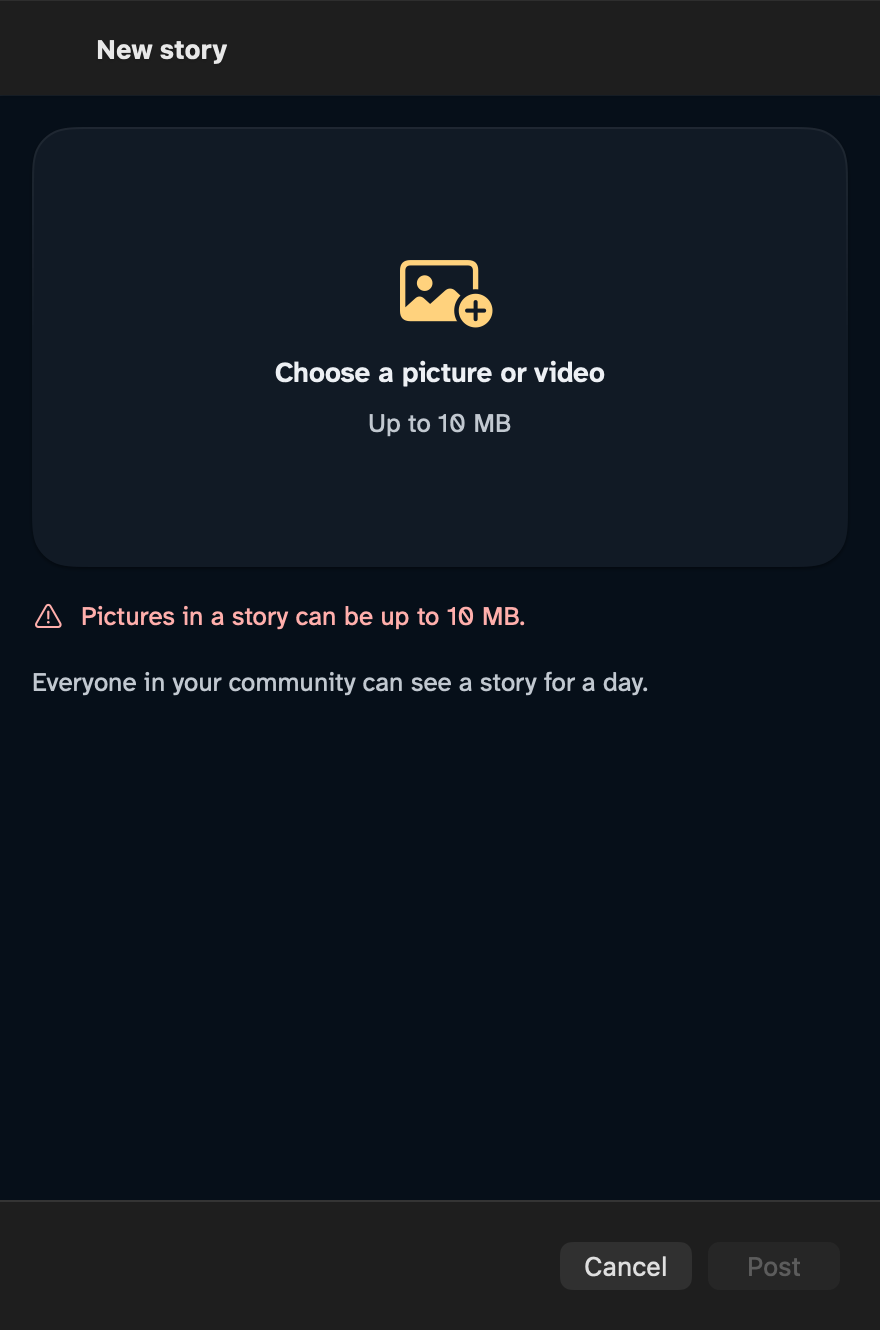 New story
Choose a picture or video
Up to 10 MB
Pictures in a story can be up to 10 MB.
Everyone in your community can see a story for a day.
Cancel
Post